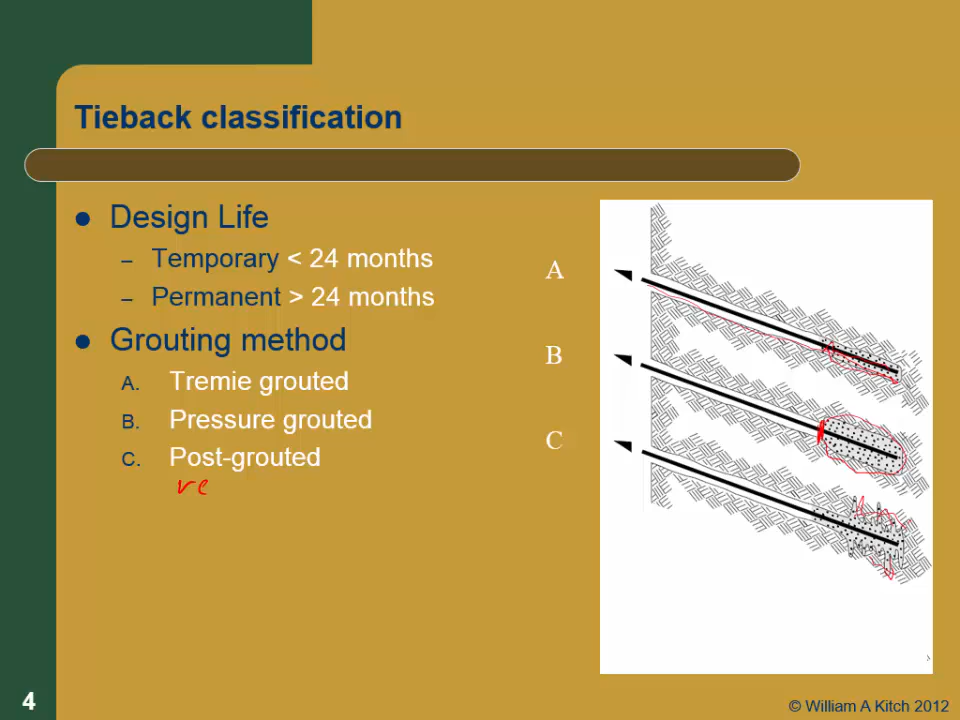 Tieback classification
Design Life
– Temporary < 24 months
– Permanent > 24 months
Grouting method
A. Tremie grouted
B. Pressure grouted
C. Post-grouted
re
A
B
C
4
© William A Kitch 2012